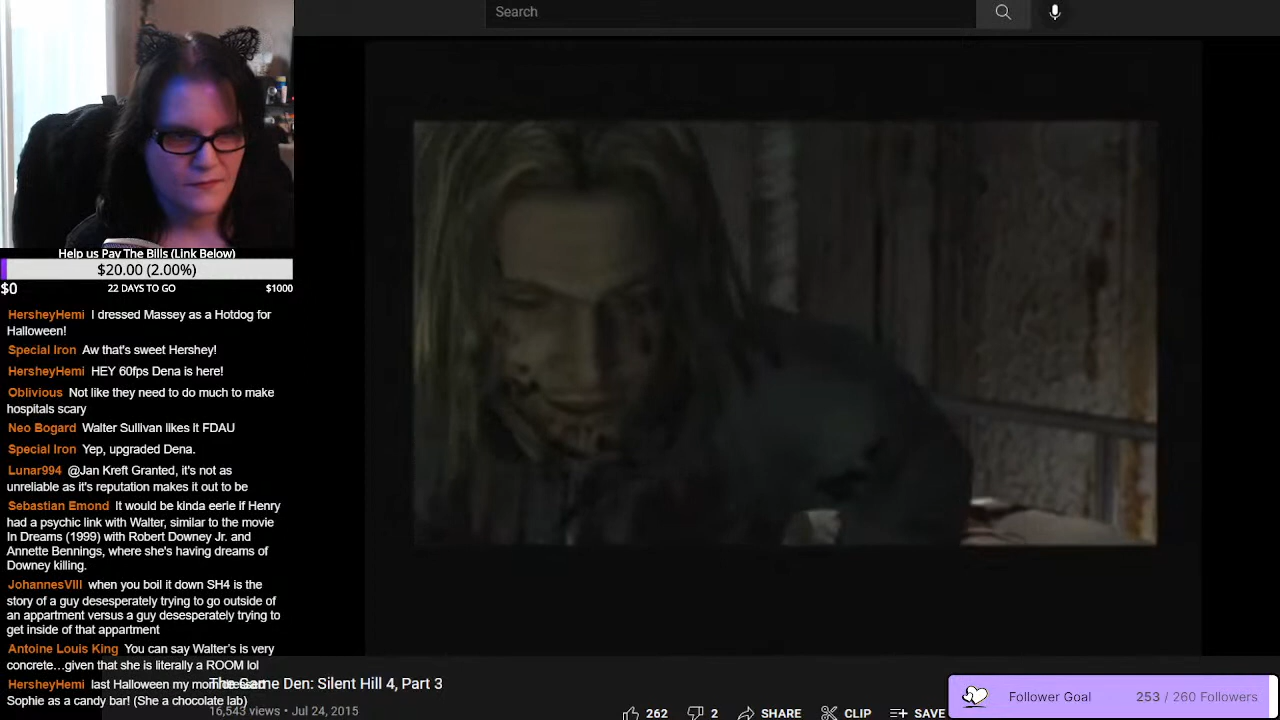 Search
Help us Pay The Bills (Link Below)
$20.00 (2.00%)
$0 22 DAYS TO GO $1000
HersheyHemi I dressed Massey as a Hotdog for
Halloween!
Special Iron Aw that's sweet Hershey!
HersheyHemi HEY 60fps Dena is here!
Oblivious Not like they need to do much to make
hospitals scary
Neo Bogard Walter Sullivan likes it FDAU
Special Iron Yep, upgraded Dena.
Lunar994 @Jan Kreft Granted, it's not as
unreliable as it's reputation makes it out to be
Sebastian Emond It would be kinda eerie if Henry
had a psychic link with Walter, similar to the movie
In Dreams (1999) with Robert Downey Jr. and
Annette Bennings, where she's having dreams of
Downey killing.
JohannesVIII when you boil it down SH4 is the
story of a guy desesperately trying to go outside of
an appartment versus a guy desesperately trying to
get inside of that appartment
Antoine Louis King You can say Walter's is very
concrete…given that she is literally a ROOM lol
HersheyHemi last Halloween my mom
Sophie as a candy bar! (She a chocolate lab)
The Game Den: Silent Hill 4, Part 3
16,543 views • Jul 24, 2015
262 2 SHARE CLIP SAVE
Follower Goal 253 / 260 Followers